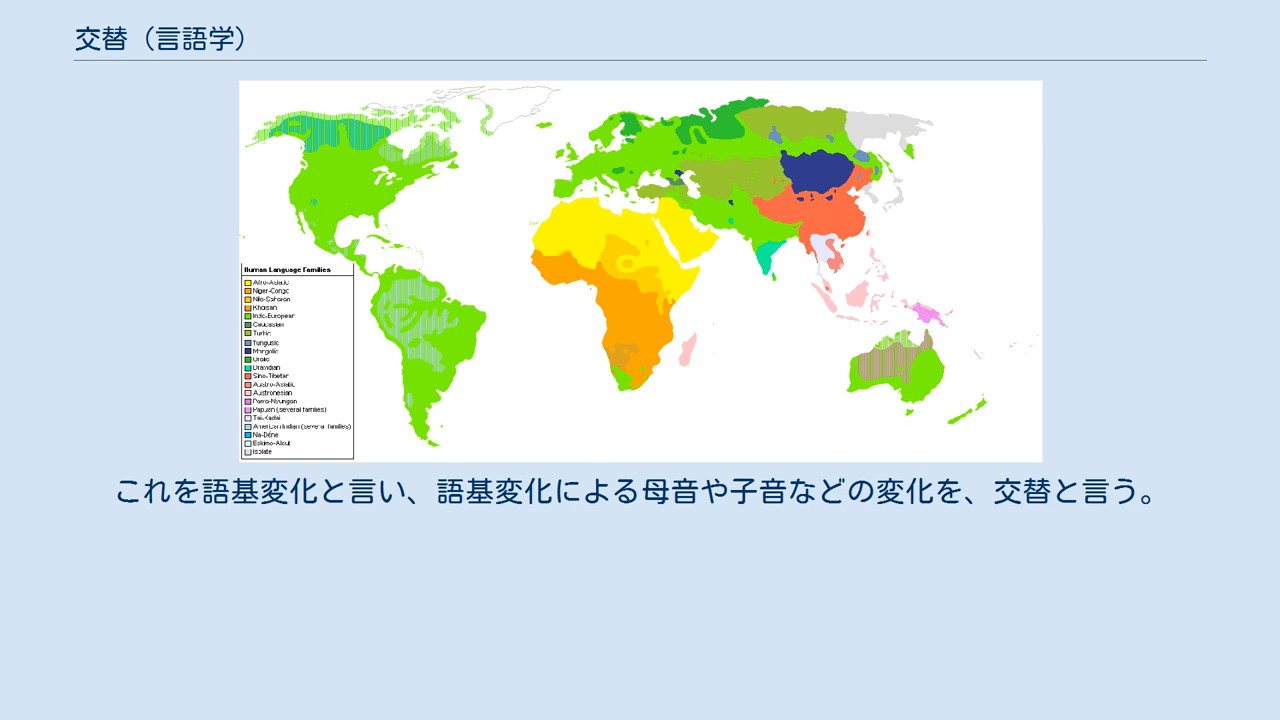 交替（言語学）
Human Language Families
Afro-Asiatic
Niger-Congo
Nilo-Saharan
Khoisan
Indo-European
Caucasian
Turkic
Tungusic
Mongolic
Uralic
Dravidian
Sino-Tibetan
Austro-Asiatic
Austronesian
Pama-Nyungan
Papuan (several families)
Tai-Kadai
American Indian (several families)
Na-Dené
Eskimo-Aleut
Isolate
これを語基変化と言い、語基変化による母音や子音などの変化を、交替と言う。